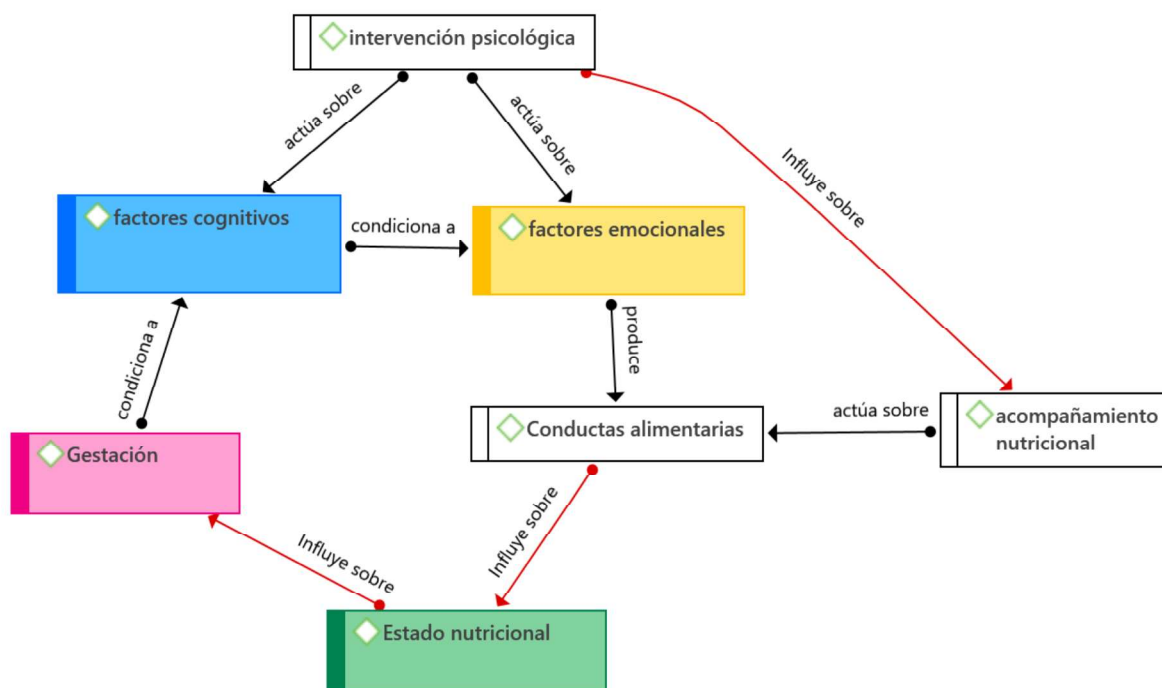 intervención psicológica
actúa sobre
actúa sobre
Influye sobre
factores cognitivos
condiciona a
factores emocionales
condiciona a
produce
Gestación
Conductas alimentarias
actúa sobre
acompañamiento
nutricional
Influye sobre
Influye sobre
Estado nutricional